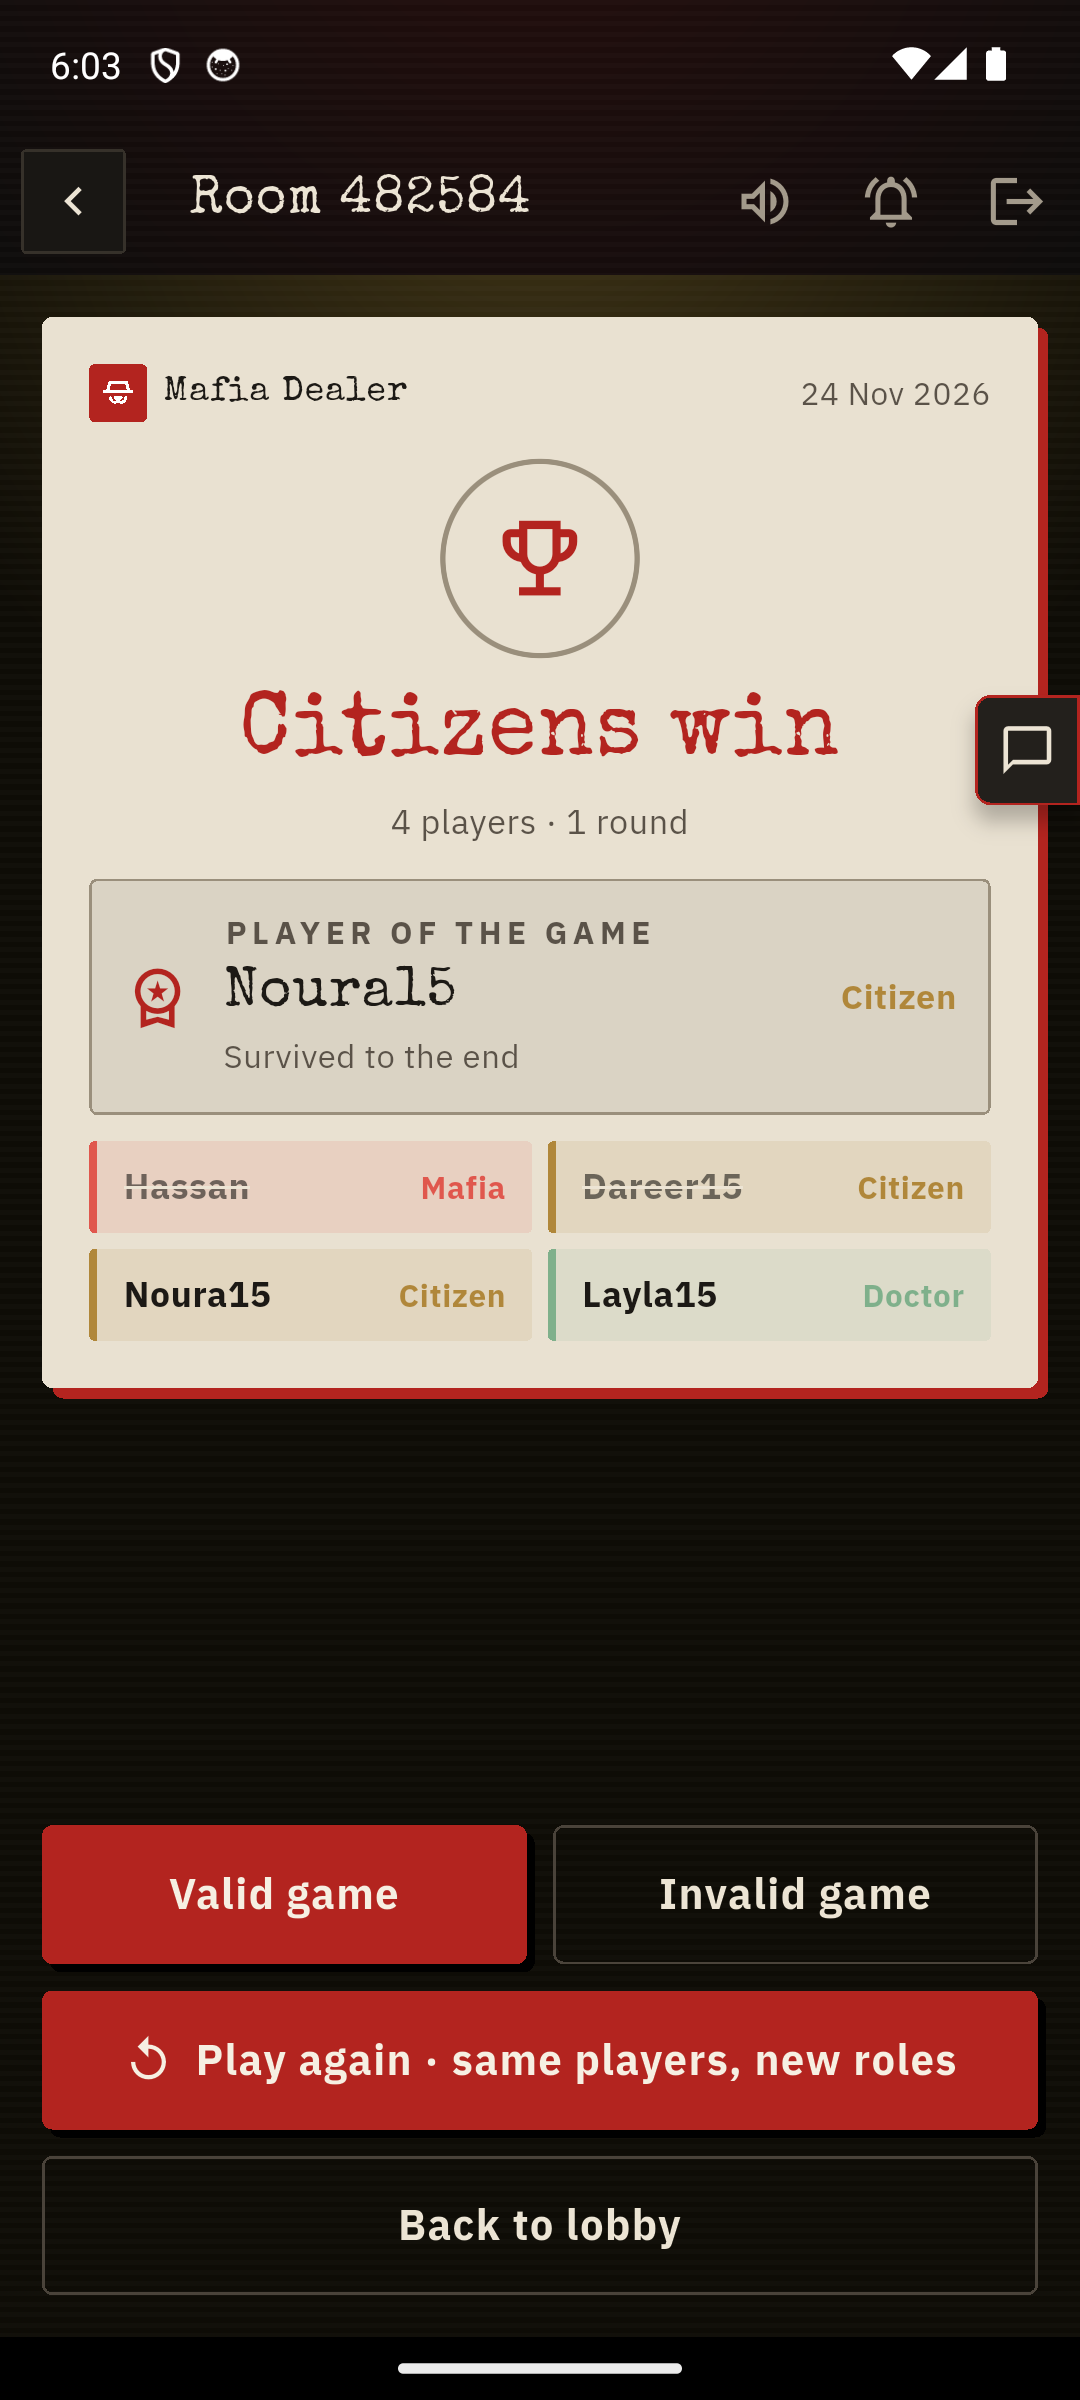 6:03
Room 482584
Mafia Dealer
24 Nov 2026
Citizens win
4 players · 1 round
PLAYER OF THE GAME
Noura15
Citizen
Survived to the end
Hassan Mafia
Dareer15 Citizen
Noura15 Citizen
Layla15 Doctor
Valid game
Invalid game
Play again · same players, new roles
Back to lobby